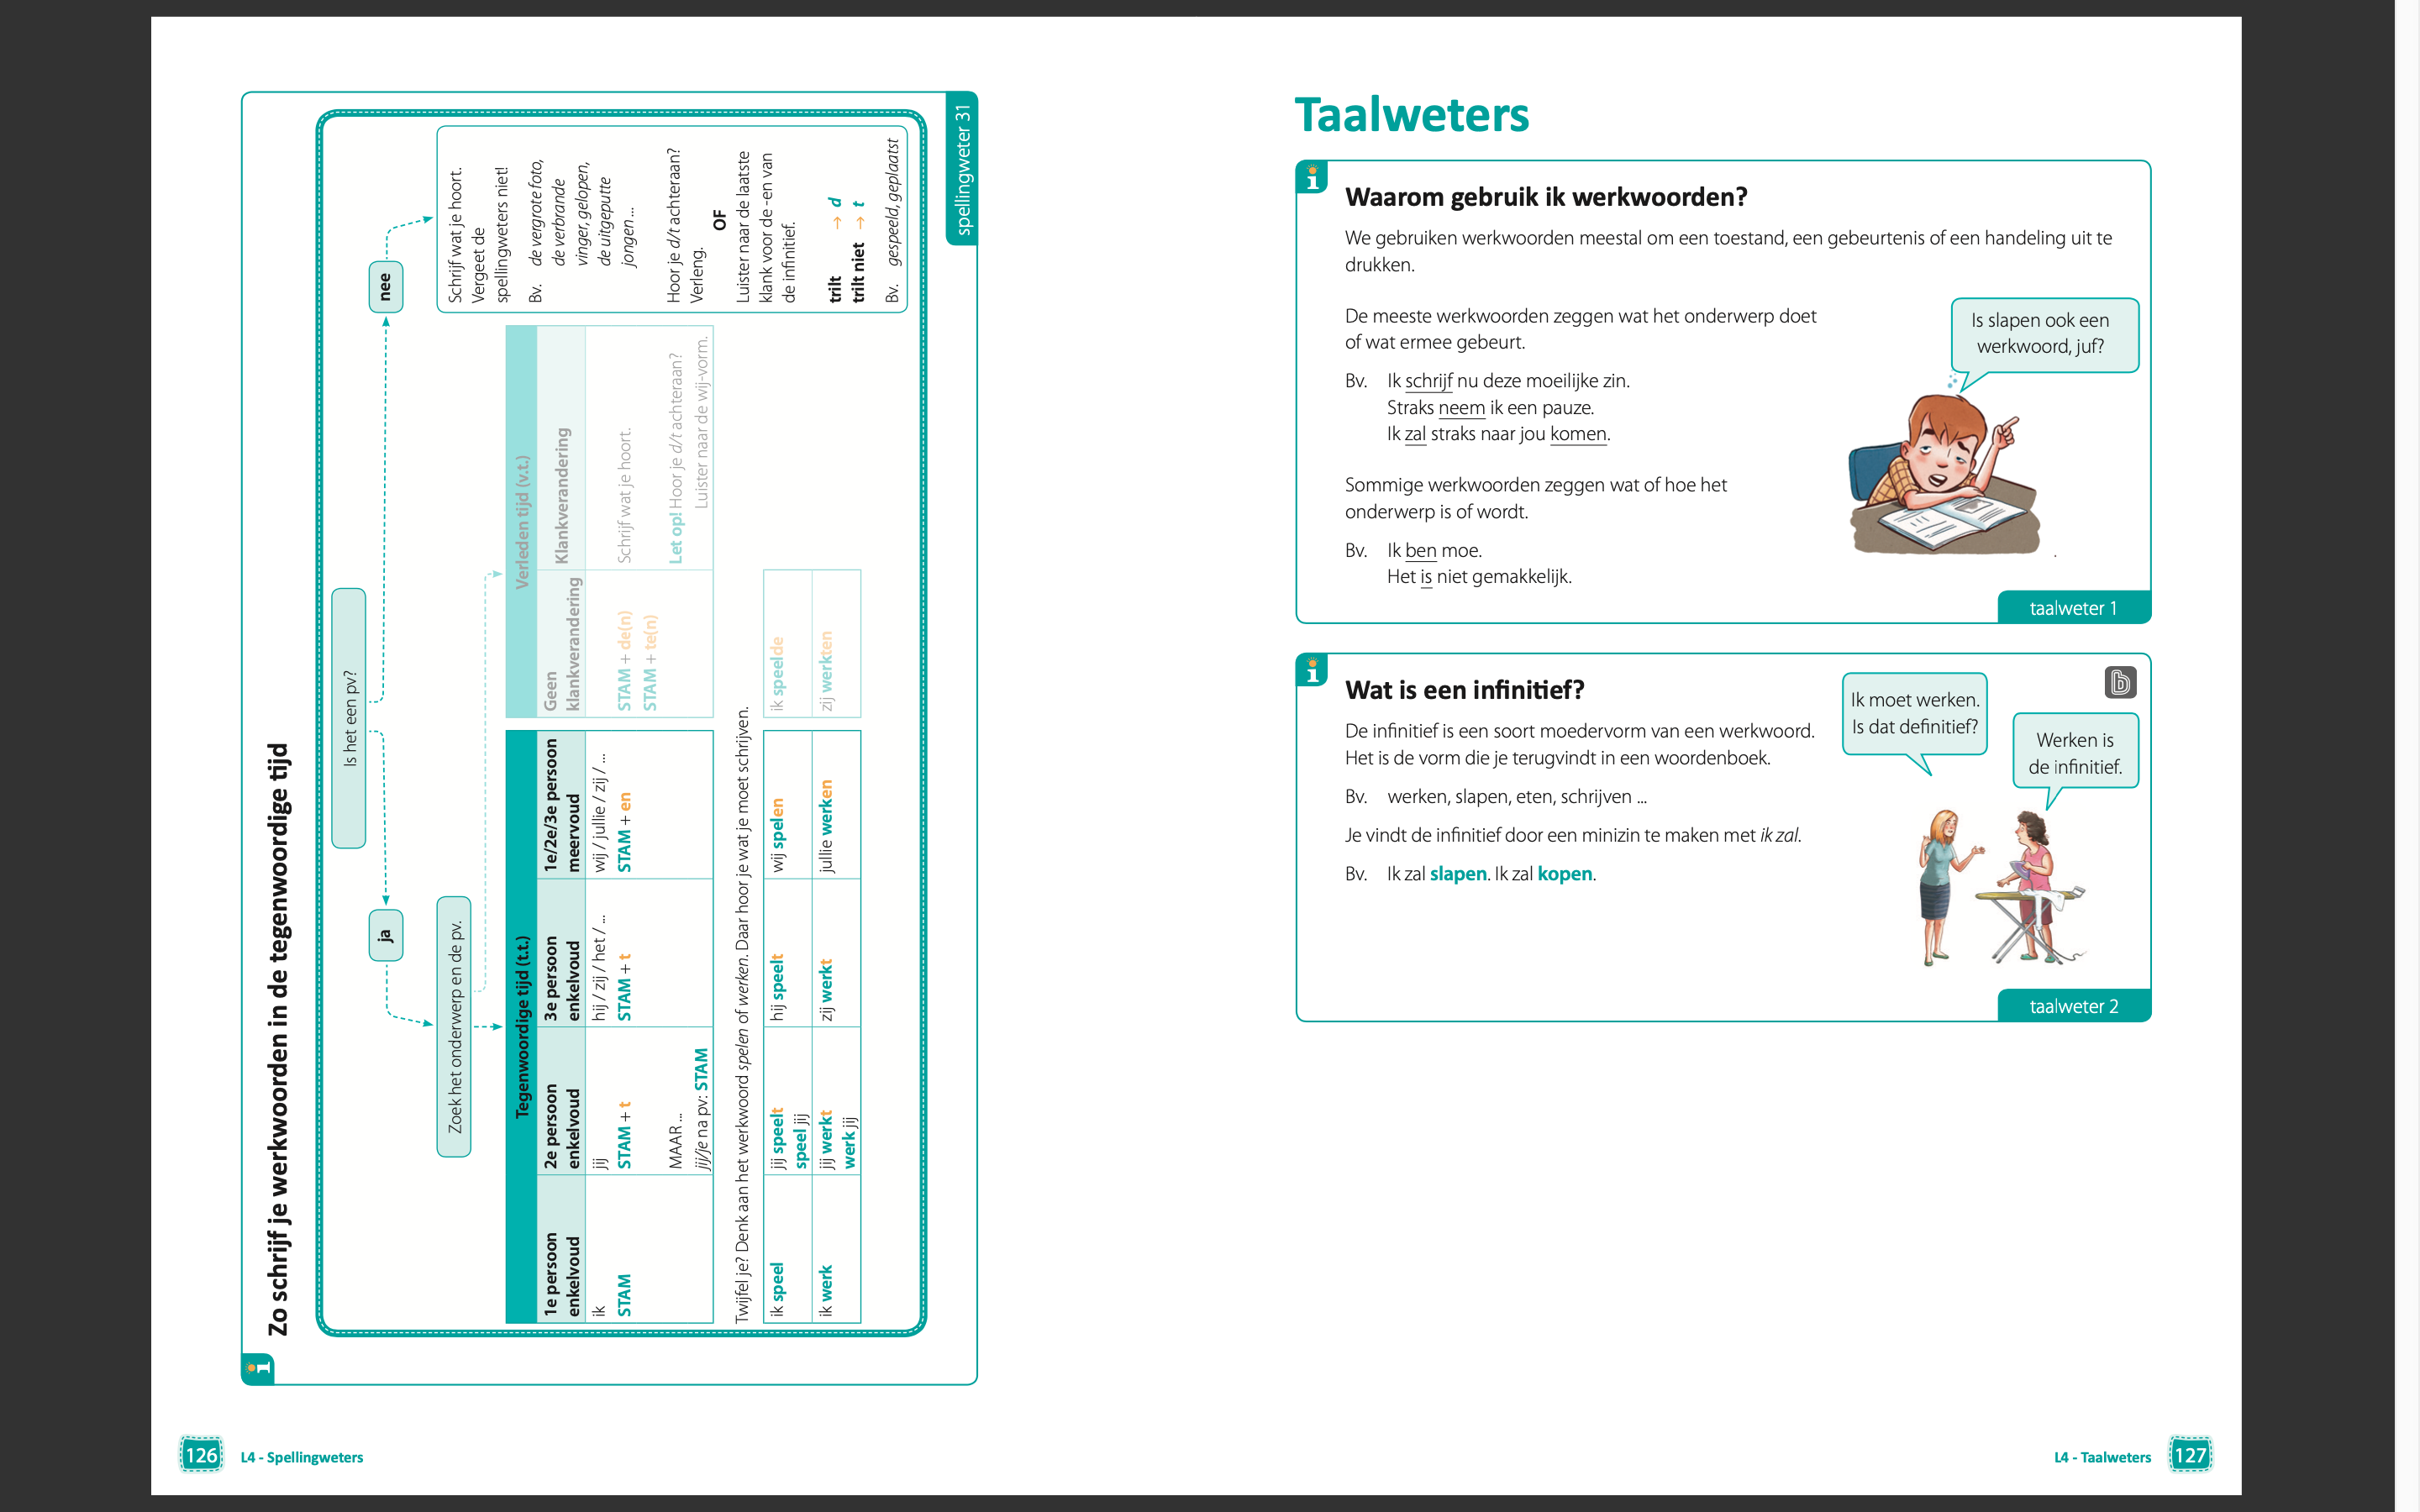 Zo schrijf je werkwoorden in de tegenwoordige tijd
Is het een pv?
ja
nee
Zoek het onderwerp en de pv.
Tegenwoordige tijd (t.t.)
1e persoon
enkelvoud
2e persoon
enkelvoud
3e persoon
enkelvoud
1e/2e/3e persoon
meervoud
ik
STAM
jij
STAM + t
MAAR ...
jij/je na pv: STAM
hij / zij / het / ...
STAM + t
wij / jullie / zij / ...
STAM + en
Verleden tijd (v.t.)
Geen
klankverandering
Klankverandering
STAM + de(n)
STAM + te(n)
Schrijf wat je hoort.
Let op! Hoor je d/t achteraan?
Luister naar de wij-vorm.
Twijfel je? Denk aan het werkwoord spelen of werken. Daar hoor je wat je moet schrijven.
ik speel
jij speelt
speel jij
hij speelt
wij spelen
ik speelde
ik werk
jij werkt
werk jij
zij werkt
jullie werken
zij werkten
Schrijf wat je hoort.
Vergeet de
spellingweters niet!
Bv. de vergrote foto,
de verbrande
vinger, gelopen,
de uitgeputte
jongen ...
Hoor je d/t achteraan?
Verleng.
OF
Luister naar de laatste
klank voor de -en van
de infinitief.
trilt → d
trilt niet → t
Bv. gespeeld, geplaatst
spellingweter 31
126 L4 - Spellingweters
Taalweters
Waarom gebruik ik werkwoorden?
We gebruiken werkwoorden meestal om een toestand, een gebeurtenis of een handeling uit te
drukken.
De meeste werkwoorden zeggen wat het onderwerp doet
of wat ermee gebeurt.
Bv. Ik schrijf nu deze moeilijke zin.
Straks neem ik een pauze.
Ik zal straks naar jou komen.
Is slapen ook een
werkwoord, juf?
Sommige werkwoorden zeggen wat of hoe het
onderwerp is of wordt.
Bv. Ik ben moe.
Het is niet gemakkelijk.
taalweter 1
Wat is een infinitief?
De infinitief is een soort moedervorm van een werkwoord.
Het is de vorm die je terugvindt in een woordenboek.
Bv. werken, slapen, eten, schrijven ...
Je vindt de infinitief door een minizin te maken met ik zal.
Bv. Ik zal slapen. Ik zal kopen.
Ik moet werken.
Is dat definitief?
Werken is
de infinitief.
b
taalweter 2
L4 - Taalweters 127